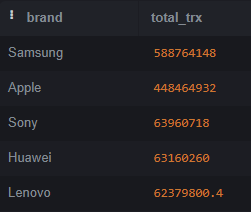 brand total_trx
Samsung 588764148
Apple 448464932
Sony 63960718
Huawei 63160260
Lenovo 62379800.4